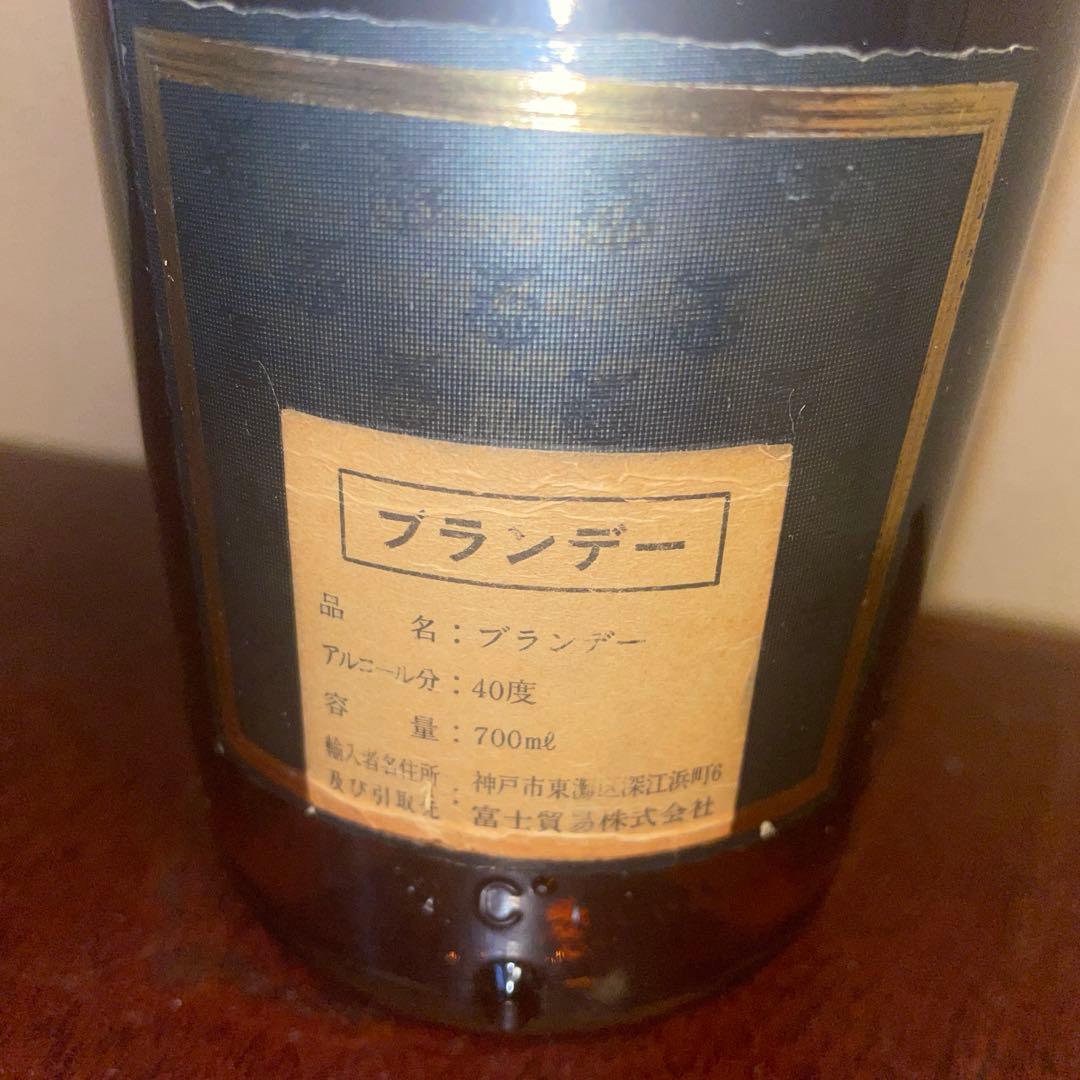 ブランデー
品名：ブランデー
アルコール分：40度
容量：700mℓ
輸入者名住所：神戸市東灘区深江浜町6
及び引取先：富士貿易株式会社
C